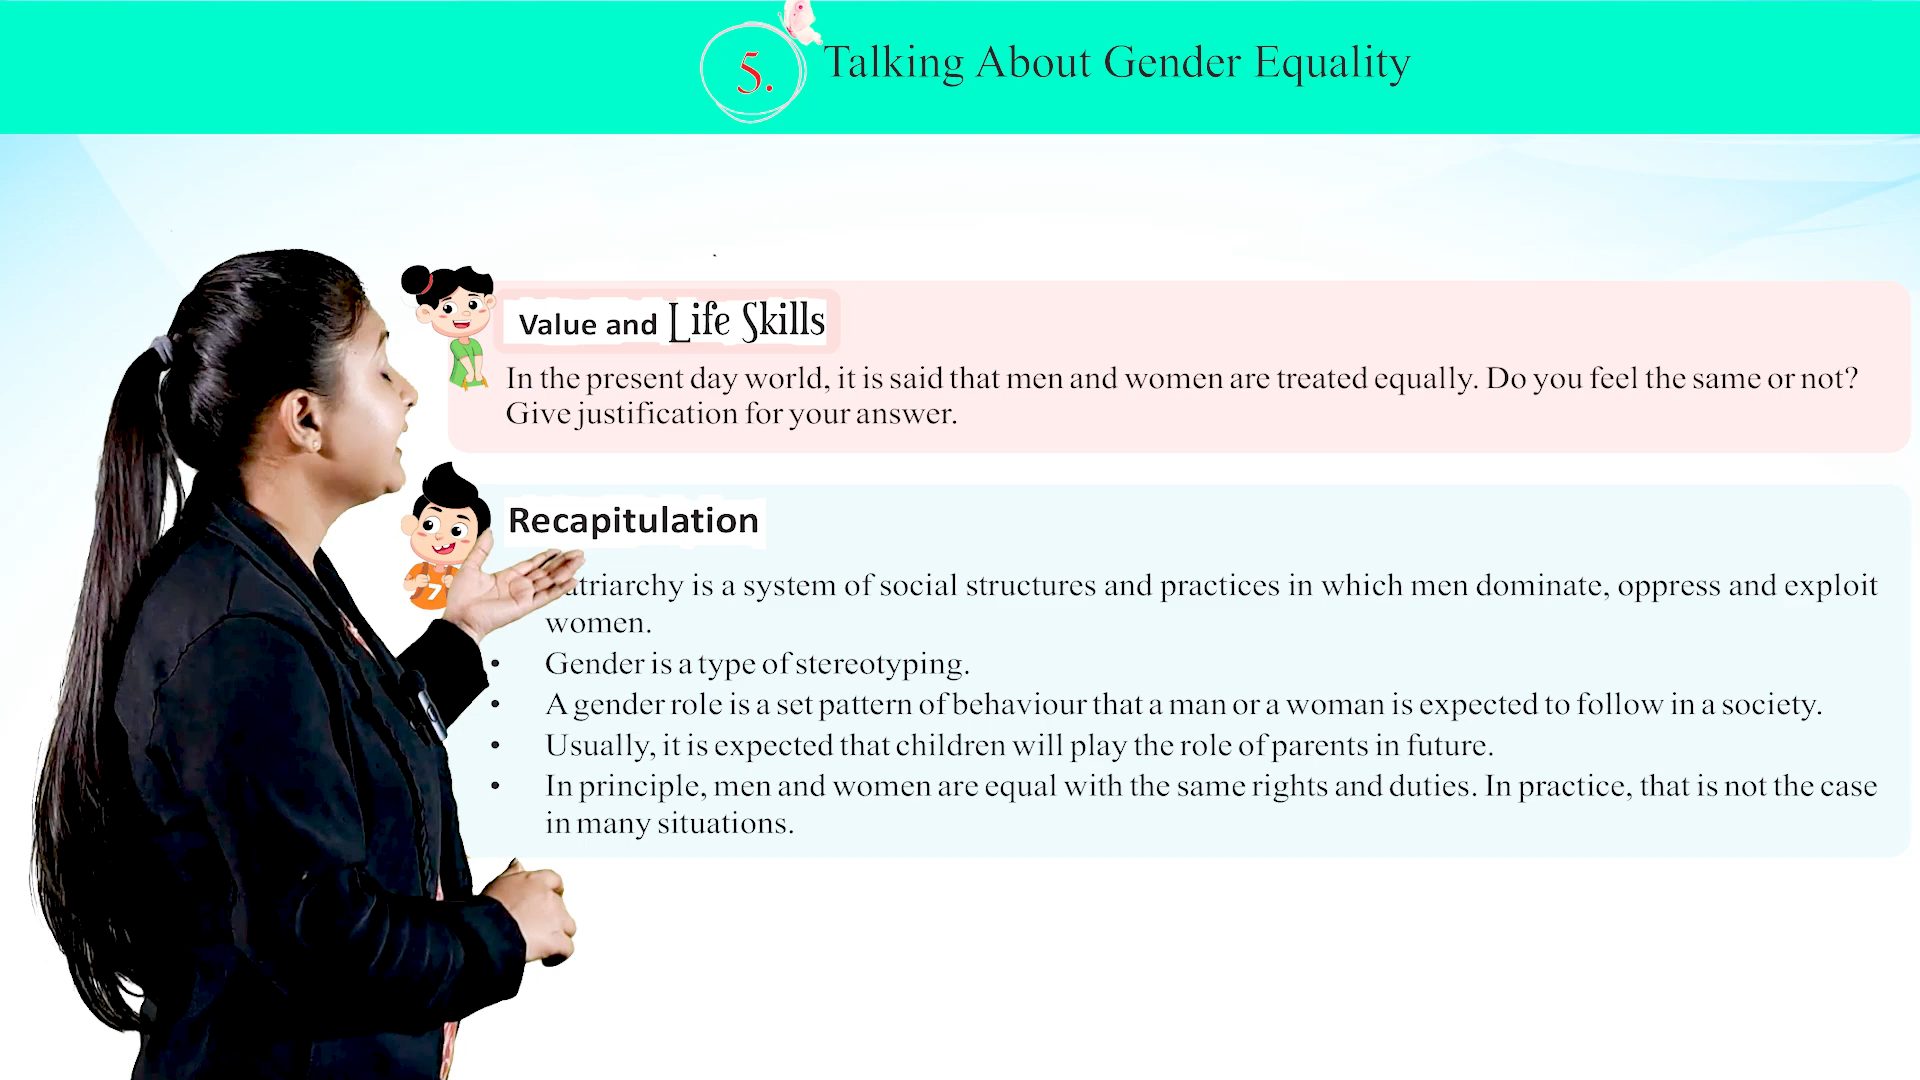 5. Talking About Gender Equality
Value and Life Skills
In the present day world, it is said that men and women are treated equally. Do you feel the same or not?
Give justification for your answer.
Recapitulation
7
atriarchy is a system of social structures and practices in which men dominate, oppress and exploit
women.
• Gender is a type of stereotyping.
• A gender role is a set pattern of behaviour that a man or a woman is expected to follow in a society.
• Usually, it is expected that children will play the role of parents in future.
• In principle, men and women are equal with the same rights and duties. In practice, that is not the case
in many situations.